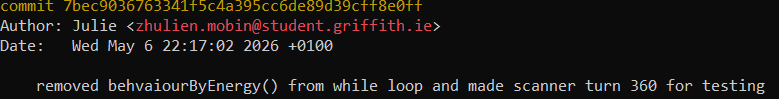 commit 7bec9036763341f5c4a395cc6de89d39cff8e0ff
Author: Julie <zhulien.mobin@student.griffith.ie>
Date:   Wed May 6 22:17:02 2026 +0100
removed behvaiourByEnergy() from while loop and made scanner turn 360 for testing